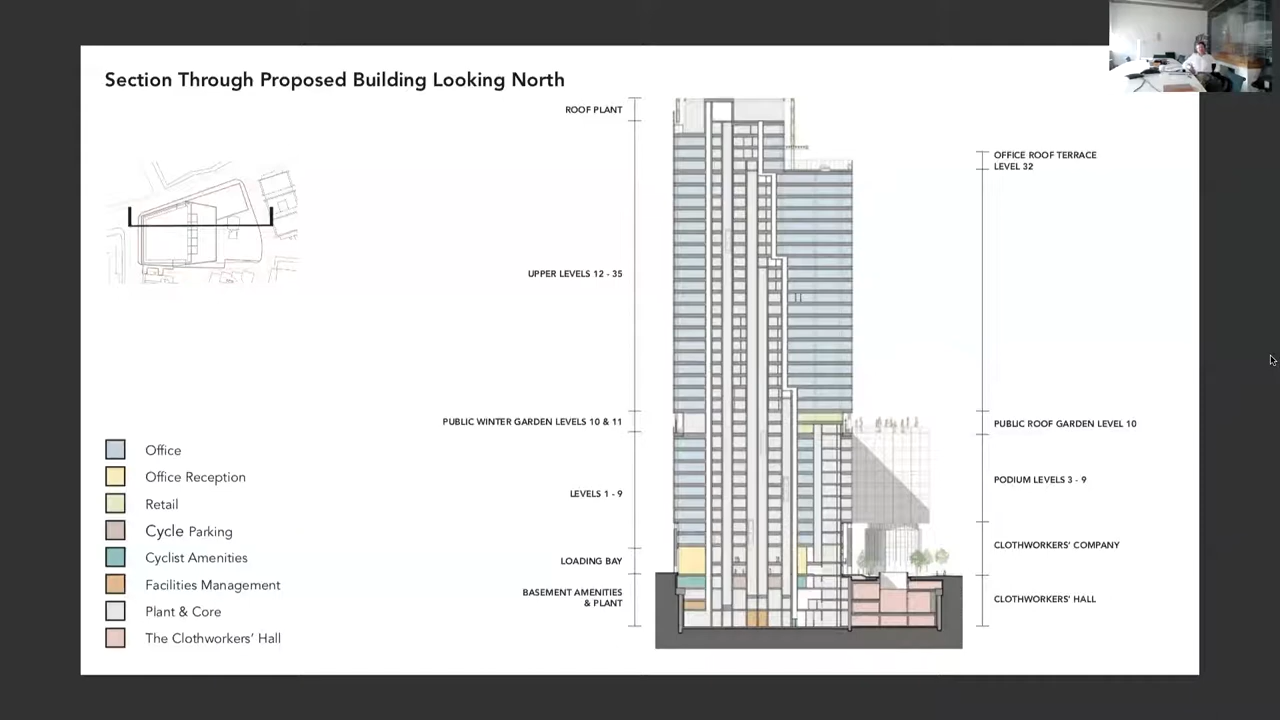 Section Through Proposed Building Looking North
ROOF PLANT
OFFICE ROOF TERRACE
LEVEL 32
UPPER LEVELS 12 - 35
PUBLIC WINTER GARDEN LEVELS 10 & 11
PUBLIC ROOF GARDEN LEVEL 10
Office
Office Reception
Retail
Cycle Parking
Cyclist Amenities
Facilities Management
Plant & Core
The Clothworkers' Hall
LEVELS 1 - 9
PODIUM LEVELS 3 - 9
LOADING BAY
CLOTHWORKERS' COMPANY
BASEMENT AMENITIES
& PLANT
CLOTHWORKERS' HALL